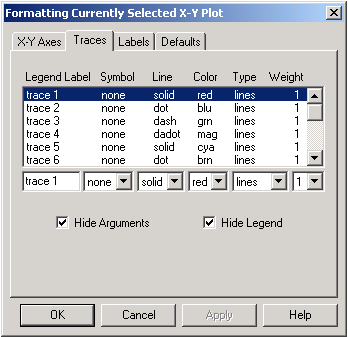 Formatting Currently Selected X-Y Plot
X-Y Axes Traces Labels Defaults
Legend Label Symbol Line Color Type Weight
trace 1 none solid red lines 1
trace 2 none dot blu lines 1
trace 3 none dash grn lines 1
trace 4 none dadot mag lines 1
trace 5 none solid cya lines 1
trace 6 none dot brn lines 1
trace 1 none solid red lines 1
Hide Arguments Hide Legend
OK Cancel Apply Help